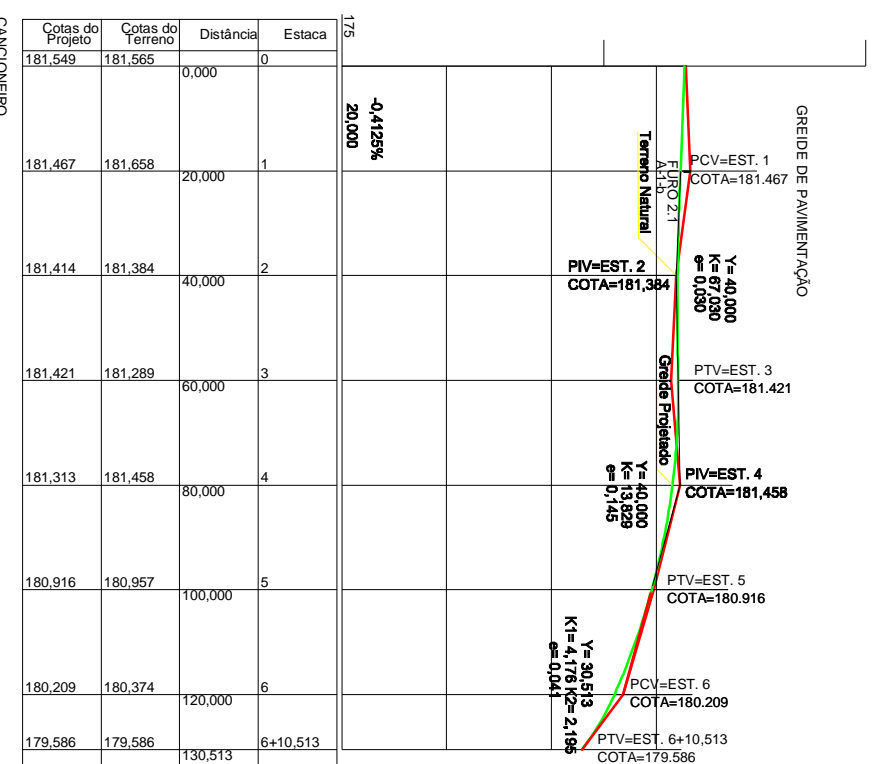 CANCIONEIRO
Cotas do Projeto	Cotas do Terreno	Distância	Estaca
181,549	181,565	0,000	0
181,467	181,658	20,000	1
181,414	181,384	40,000	2
181,421	181,289	60,000	3
181,313	181,458	80,000	4
180,916	180,957	100,000	5
180,209	180,374	120,000	6
179,586	179,586	130,513	6+10,513
175
-0,4125%
20,000
GREIDE DE PAVIMENTAÇÃO
Terreno Natural
FURO 2.1
A-1-b
PCV=EST. 1
COTA=181.467
PIV=EST. 2
COTA=181,384
Y= 40,000
K= 67,030
e= 0,030
PTV=EST. 3
COTA=181.421
Greide Projetado
Y= 40,000
K= 13,829
e= 0,145
PIV=EST. 4
COTA=181,458
PTV=EST. 5
COTA=180.916
Y= 30,513
K1= 4,176 K2= 2,195
e= 0,041
PCV=EST. 6
COTA=180.209
PTV=EST. 6+10,513
COTA=179.586